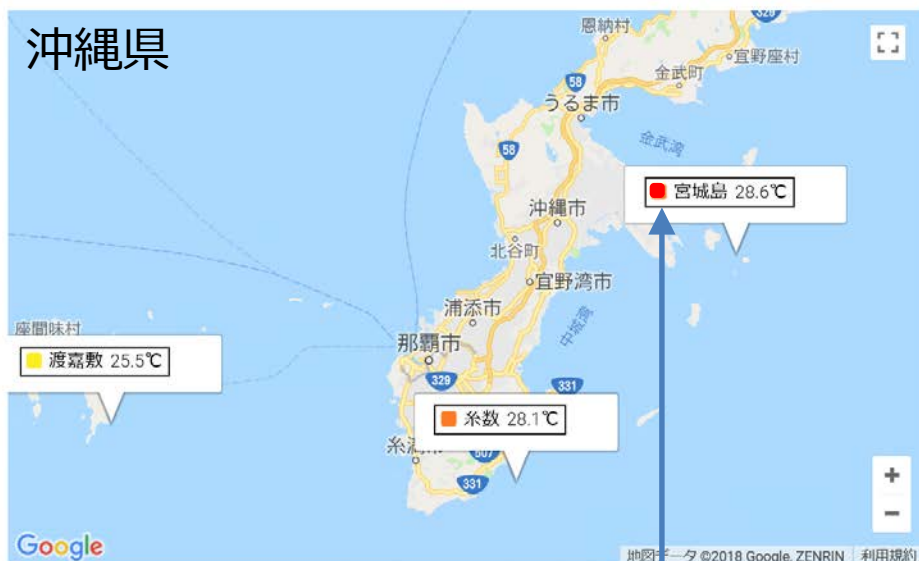 沖縄県
恩納村
329
宜野座村
金武町
58
うるま市
金武湾
58
宮城島 28.6℃
沖縄市
北谷町
宜野湾市
浦添市
中城湾
座間味村
那覇市
渡嘉敷 25.5℃
329
331
糸数 28.1℃
507
331
Google
地図データ ©2018 Google, ZENRIN
利用規約